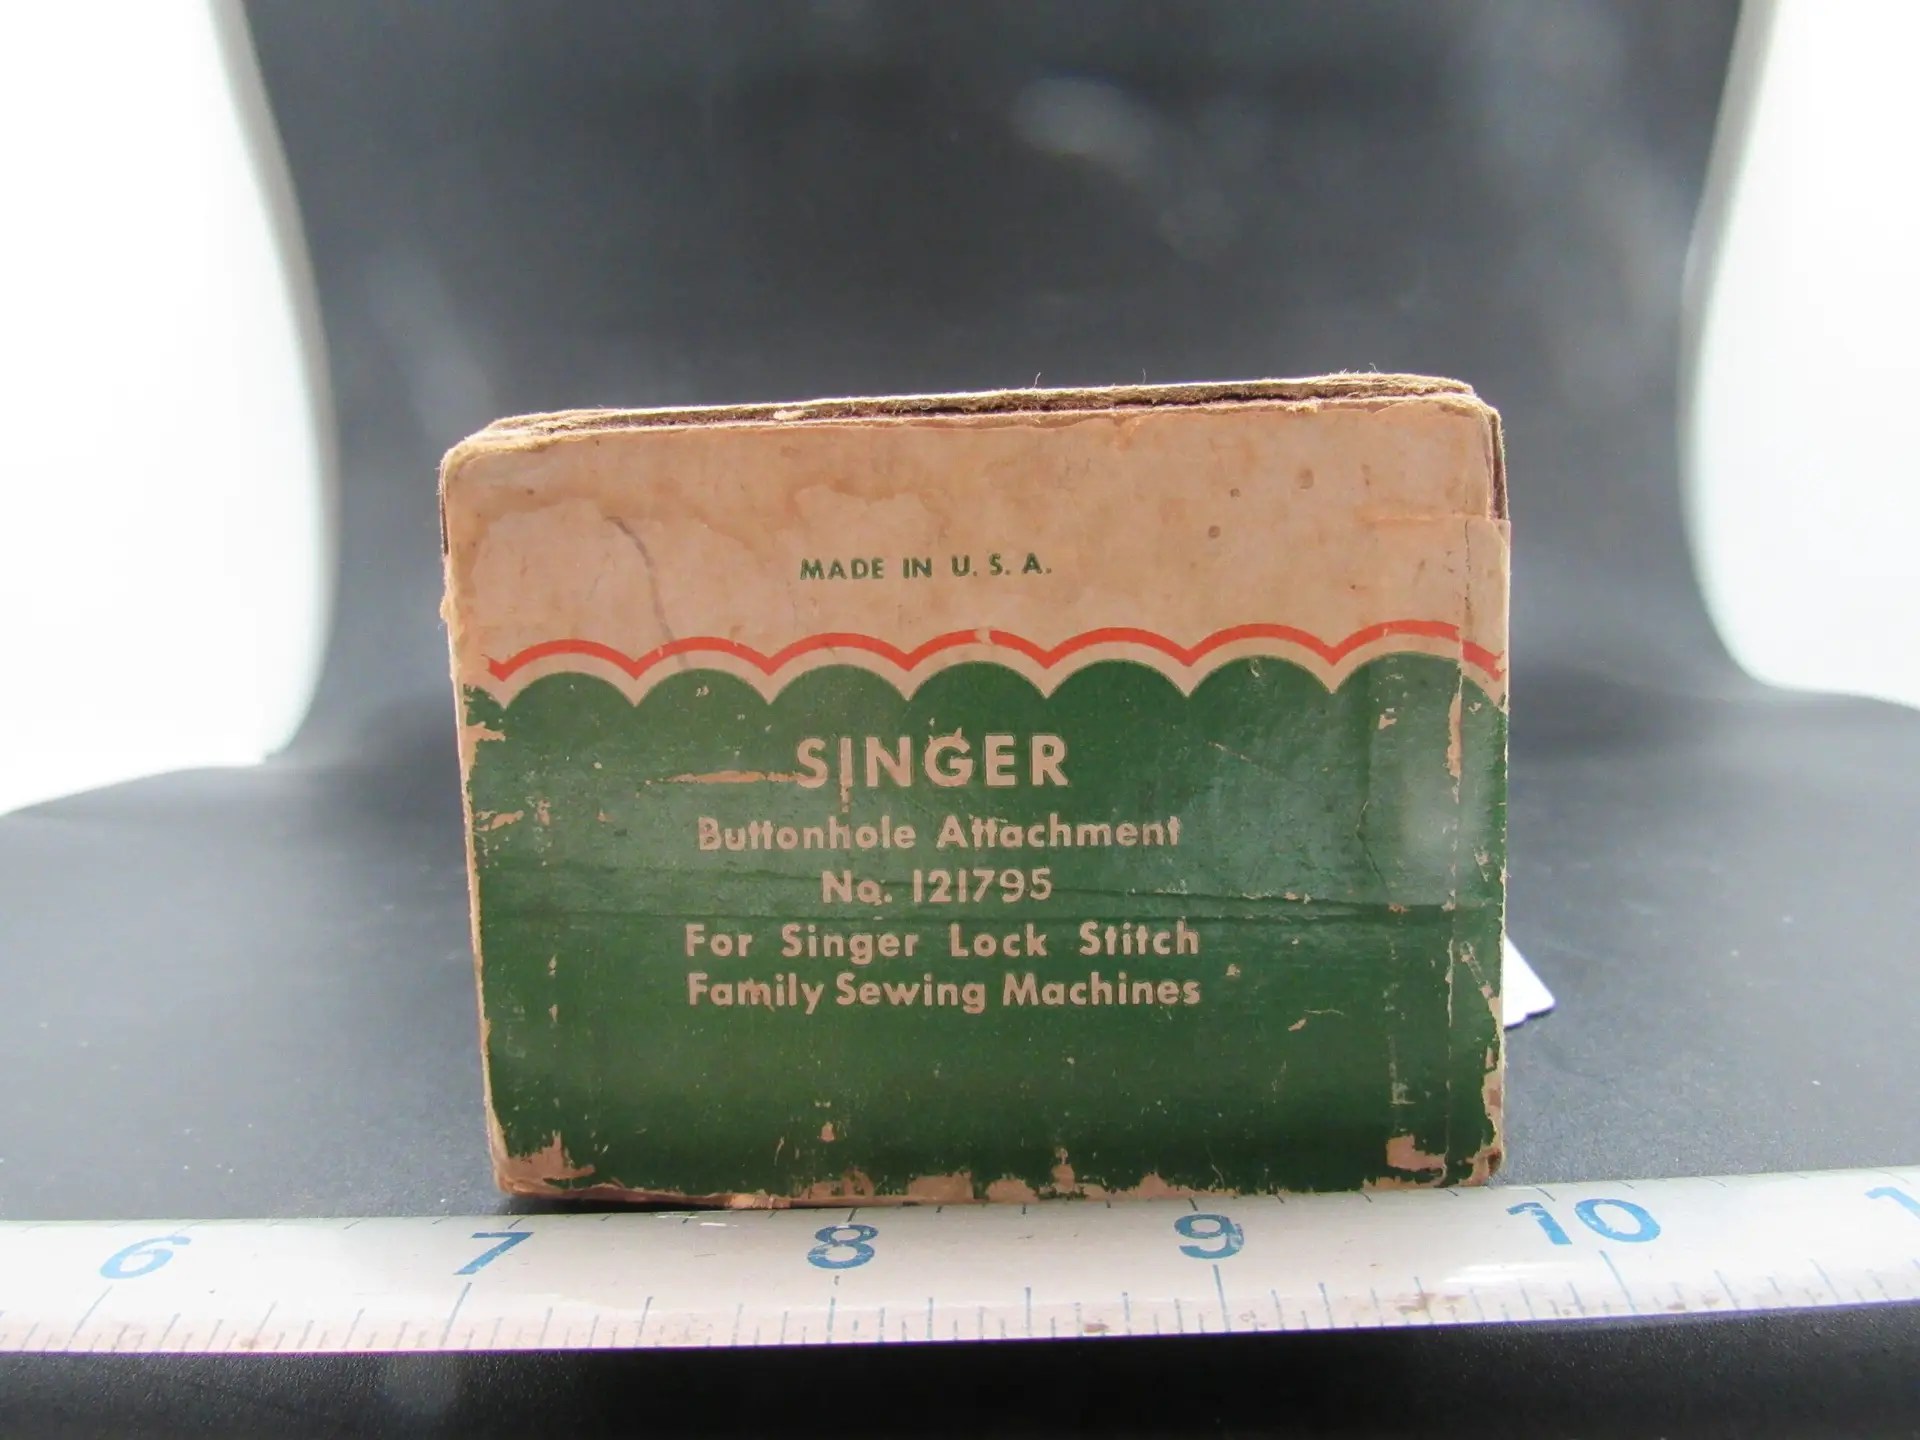 MADE IN U. S. A.
SINGER
Buttonhole Attachment
No. 121795
For Singer Lock Stitch
Family Sewing Machines
6 7 8 9 10